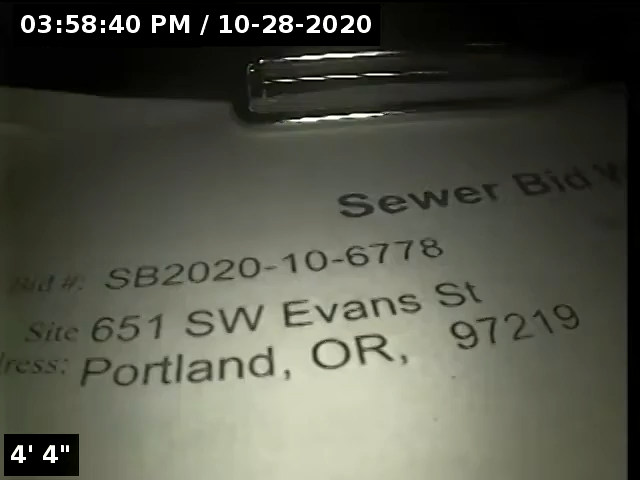 03:58:40 PM / 10-28-2020
Sewer Bid
Bid #: SB2020-10-6778
Site 651 SW Evans St
ress: Portland, OR, 97219
4' 4"